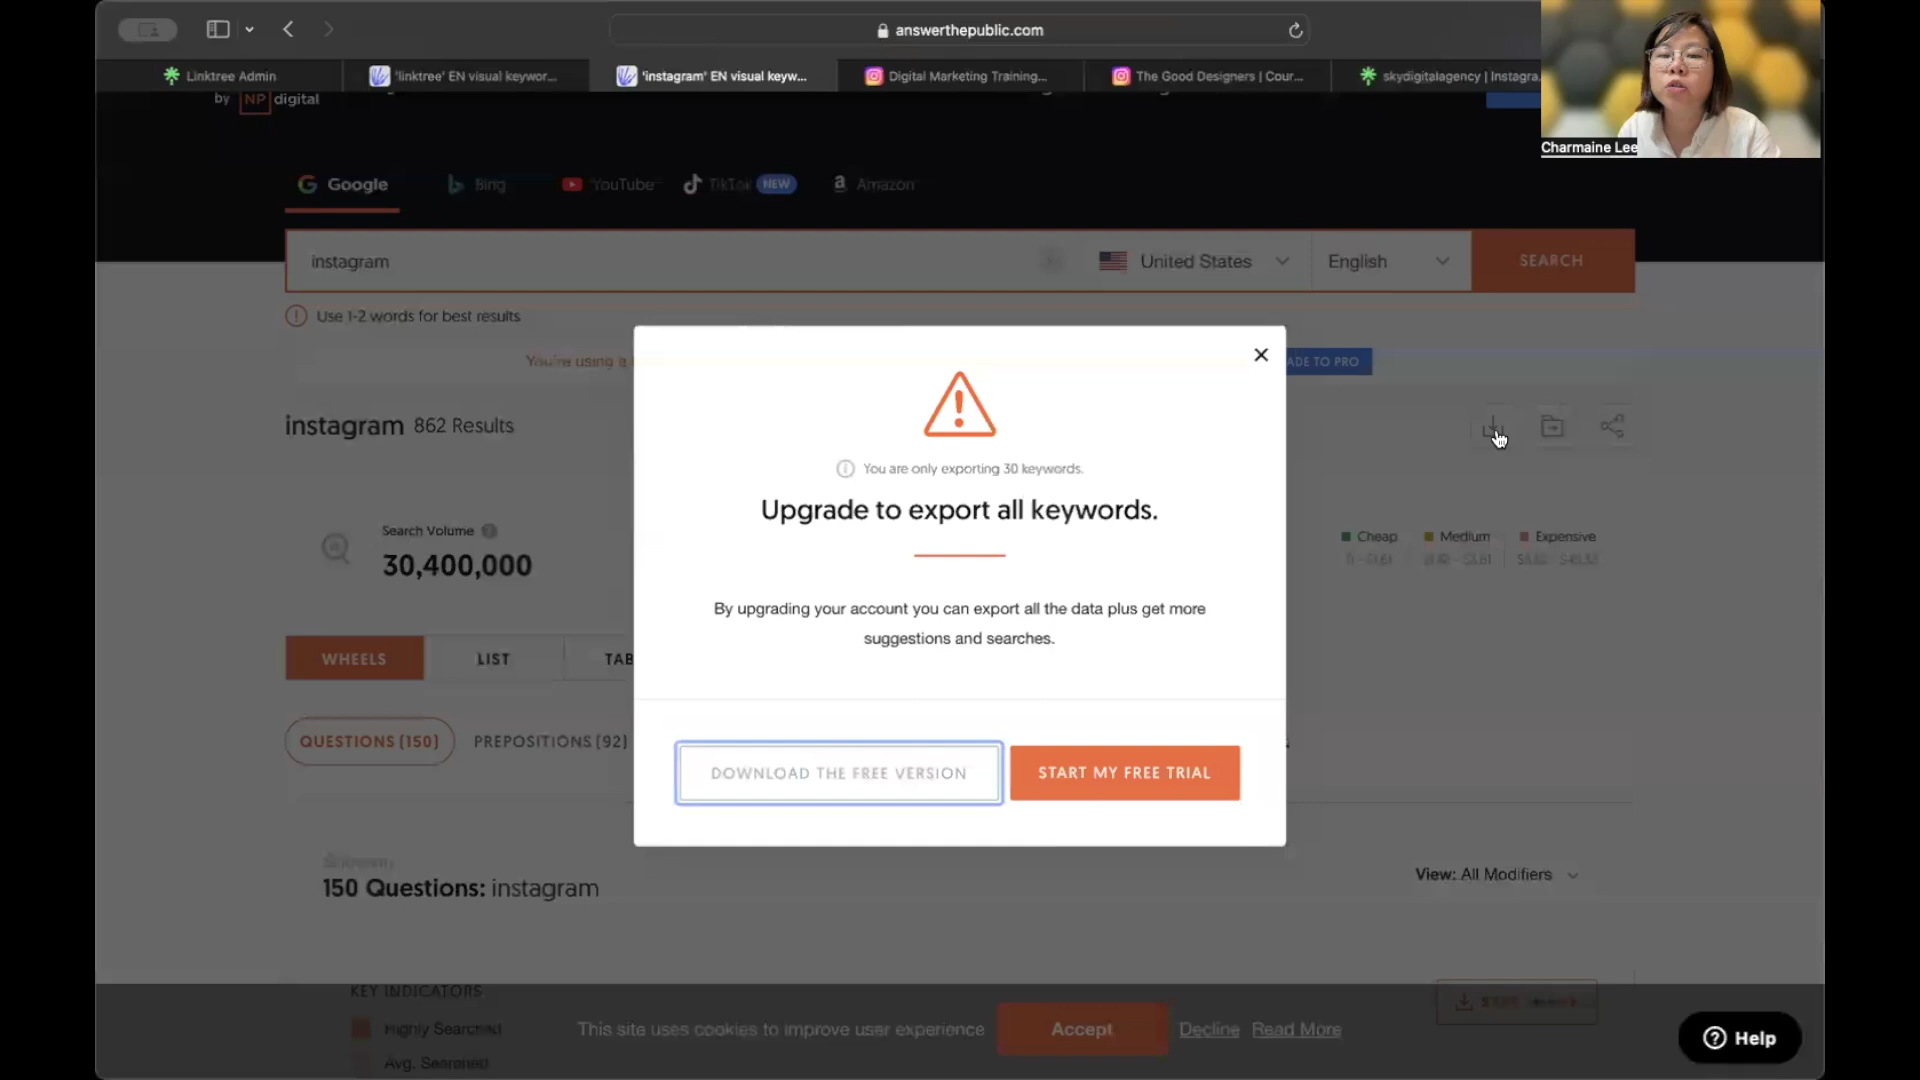 answerthepublic.com
Linktree Admin
'linktree' EN visual keywor...
'instagram' EN visual keyw...
Digital Marketing Training...
The Good Designers | Cour...
skydigitalagency | Instagra
Charmaine Lee
by NP digital
Google
Bing
YouTube
TikTok NEW
Amazon
instagram
United States
English
SEARCH
Use 1-2 words for best results
You're using a
ADE TO PRO
instagram 862 Results
You are only exporting 30 keywords.
Upgrade to export all keywords.
By upgrading your account you can export all the data plus get more
suggestions and searches.
DOWNLOAD THE FREE VERSION
START MY FREE TRIAL
Search Volume
30,400,000
Cheap
Medium
Expensive
WHEELS
LIST
TAB
QUESTIONS (150)
PREPOSITIONS (92)
150 Questions: instagram
View: All Modifiers
KEY INDICATORS
Highly Searched
Avg. Searched
This site uses cookies to improve user experience
Accept
Decline
Read More
Help